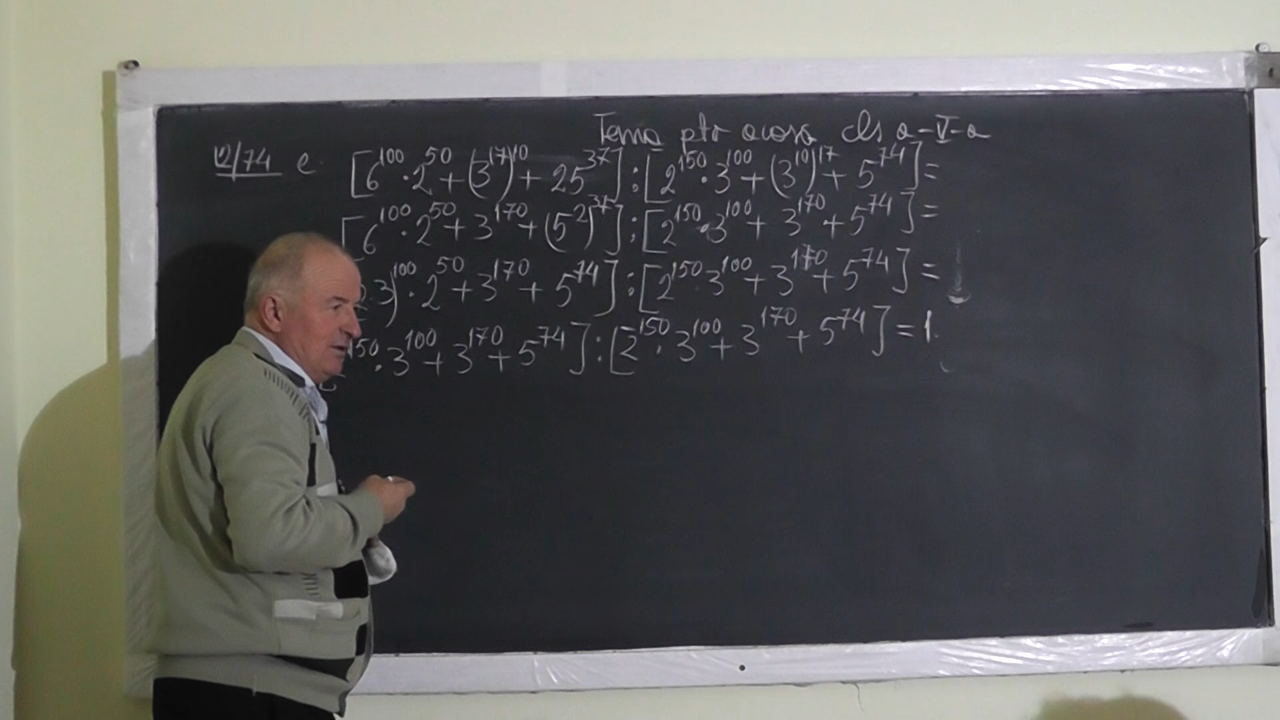 Temă ptr acasă cls a-V-a
12/74 e. [6^100·2^50+(3^17)^10+25^37]:[2^150·3^100+(3^10)^17+5^74]=
[6^100·2^50+3^170+(5^2)^37]:[2^150·3^100+3^170+5^74]=
3)^100·2^50+3^170+5^74]:[2^150·3^100+3^170+5^74]=
^150·3^100+3^170+5^74]:[2^150·3^100+3^170+5^74]=1.